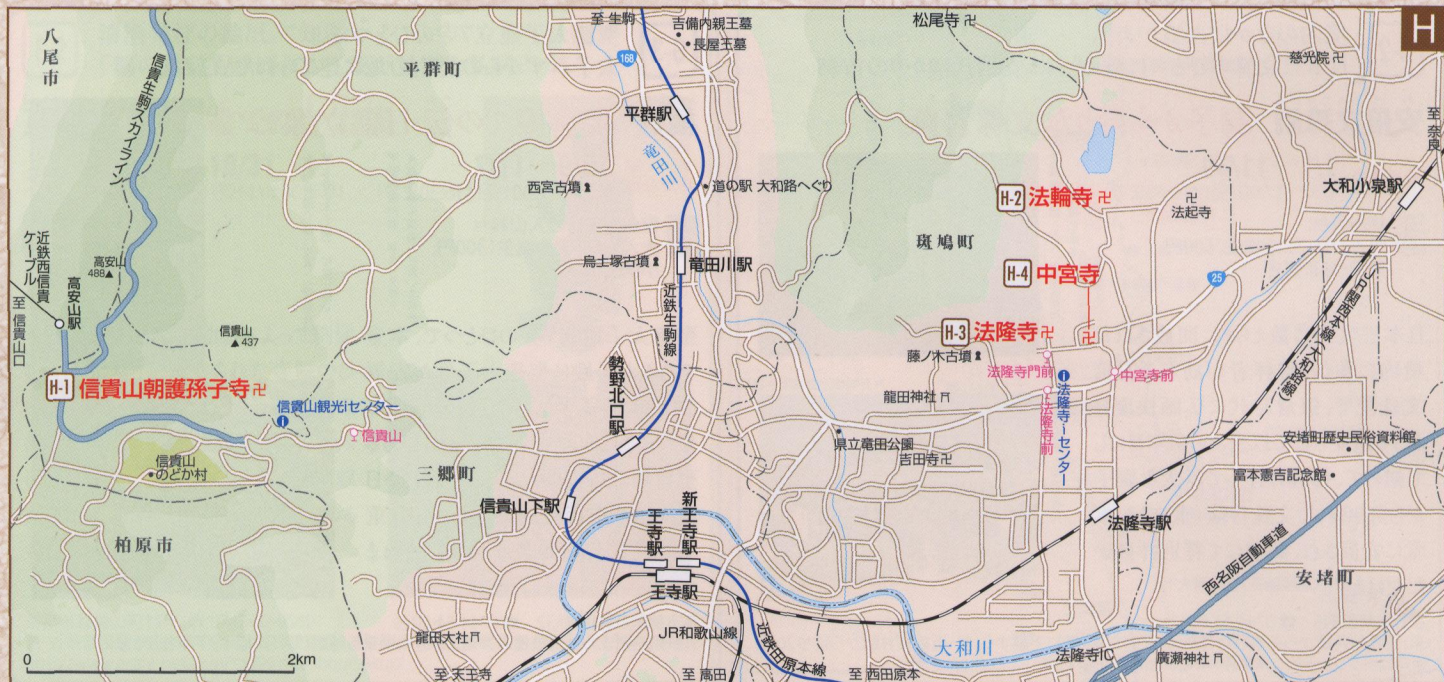 H
至 生駒
吉備内親王墓
長屋王墓
松尾寺
慈光院
八尾市
信貴生駒スカイライン
平群町
168
平群駅
竜田川
西宮古墳
道の駅 大和路へぐり
至 奈良
大和小泉駅
H-2 法輪寺
法起寺
斑鳩町
近鉄西信貴
ケーブル
高安山
488
高安山駅
至 信貴山口
烏土塚古墳
竜田川駅
近鉄生駒線
H-4 中宮寺
25
JR関西本線(大和路線)
信貴山
437
H-3 法隆寺
藤ノ木古墳
法隆寺門前
中宮寺前
法隆寺前
法隆寺iセンター
H-1 信貴山朝護孫子寺
信貴山観光iセンター
信貴山
勢野北口駅
龍田神社
県立竜田公園
吉田寺
安堵町歴史民俗資料館
富本憲吉記念館
信貴山
のどか村
三郷町
信貴山下駅
王寺駅
新王寺駅
王寺駅
法隆寺駅
西名阪自動車道
柏原市
安堵町
龍田大社
JR和歌山線
近鉄田原本線
大和川
法隆寺IC
廣瀬神社
0
2km
至 天王寺
至 高田
至 西田原本